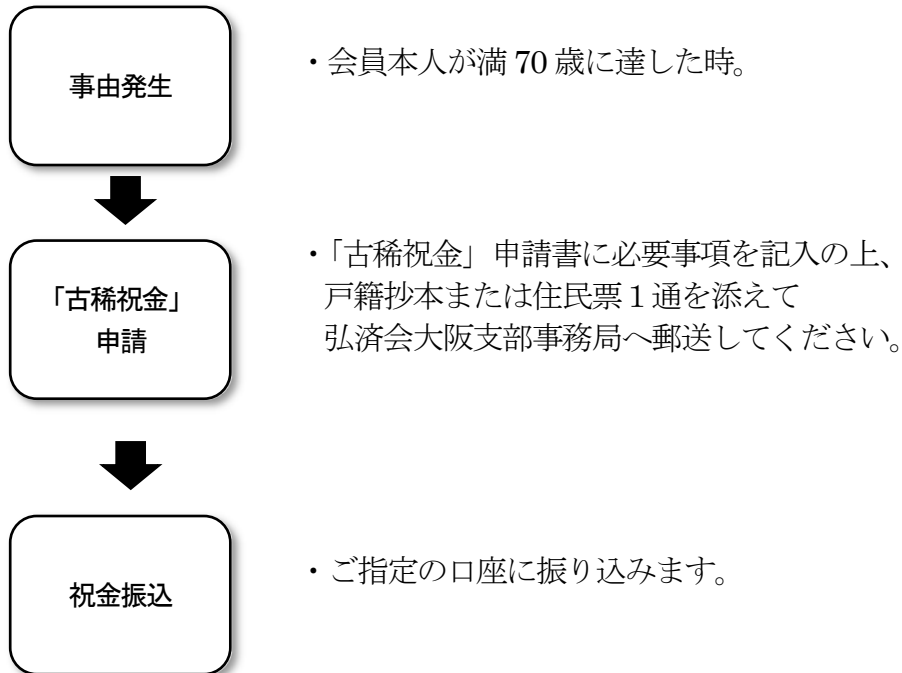 事由発生
・会員本人が満 70 歳に達した時。
「古稀祝金」
申請
・「古稀祝金」申請書に必要事項を記入の上、
戸籍抄本または住民票１通を添えて
弘済会大阪支部事務局へ郵送してください。
祝金振込
・ご指定の口座に振り込みます。